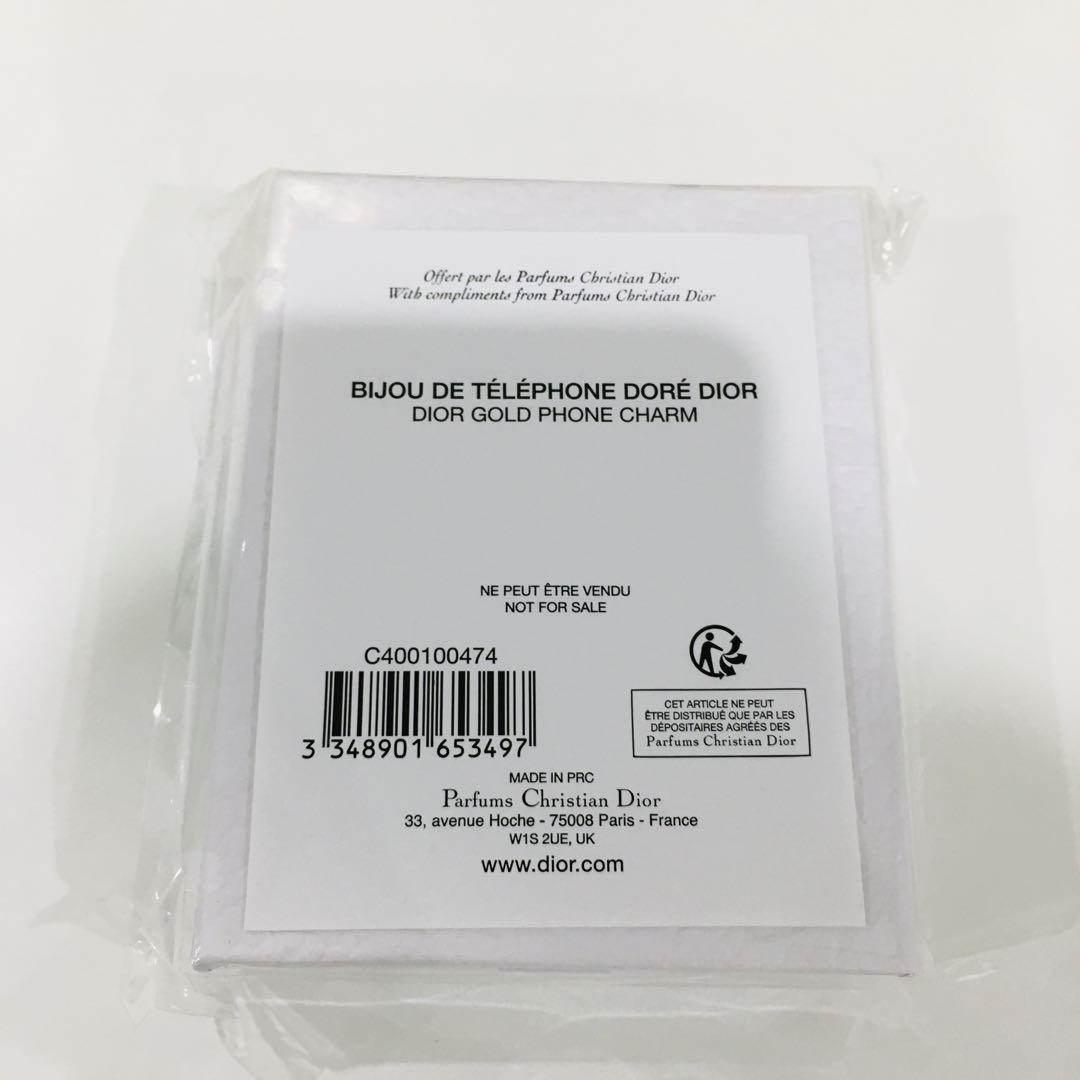 Offert par les Parfums Christian Dior
With compliments from Parfums Christian Dior
BIJOU DE TÉLÉPHONE DORÉ DIOR
DIOR GOLD PHONE CHARM
NE PEUT ÊTRE VENDU
NOT FOR SALE
C400100474
3 348901 653497
CET ARTICLE NE PEUT
ÊTRE DISTRIBUÉ QUE PAR LES
DÉPOSITAIRES AGRÉÉS DES
Parfums Christian Dior
MADE IN PRC
Parfums Christian Dior
33, avenue Hoche - 75008 Paris - France
W1S 2UE, UK
www.dior.com